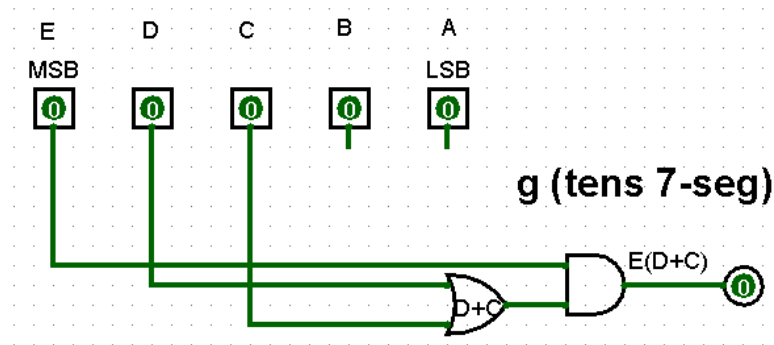 E D C B A
MSB LSB
0 0 0 0 0
g (tens 7-seg)
E(D+C)
D+C
0